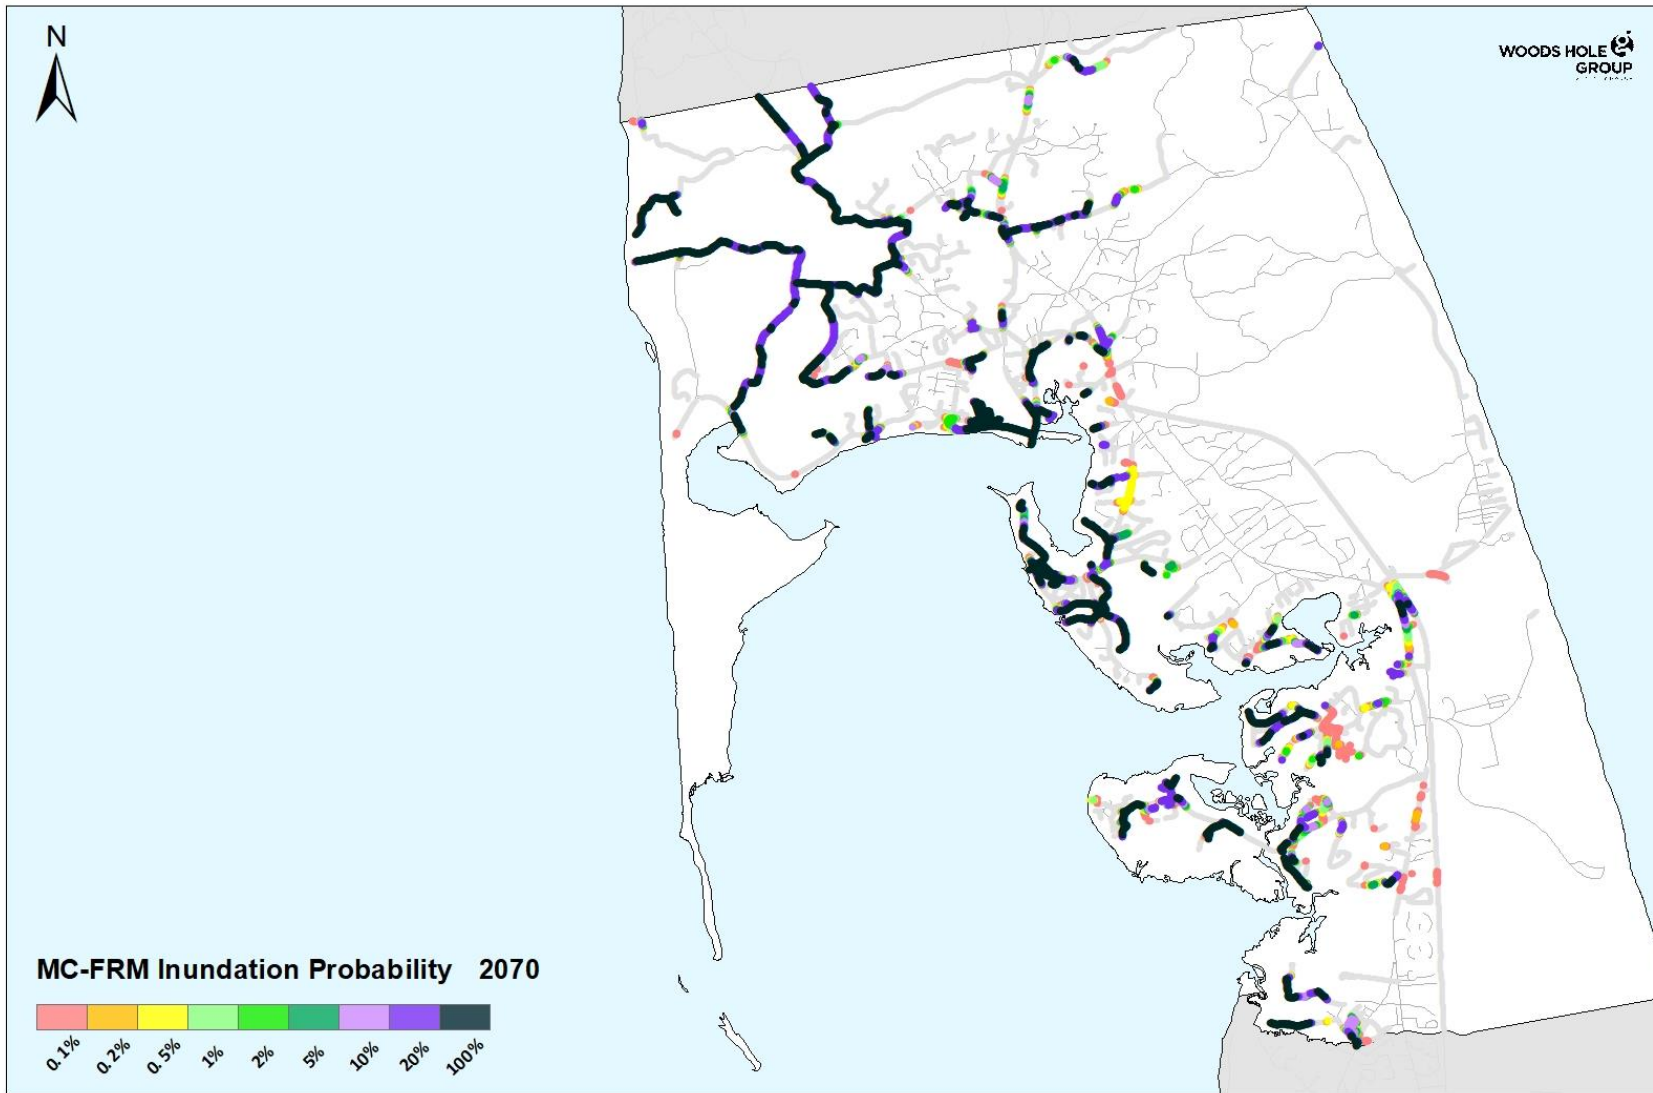 N
WOODS HOLE
GROUP
MC-FRM Inundation Probability 2070
0.1% 0.2% 0.5% 1% 2% 5% 10% 20% 100%